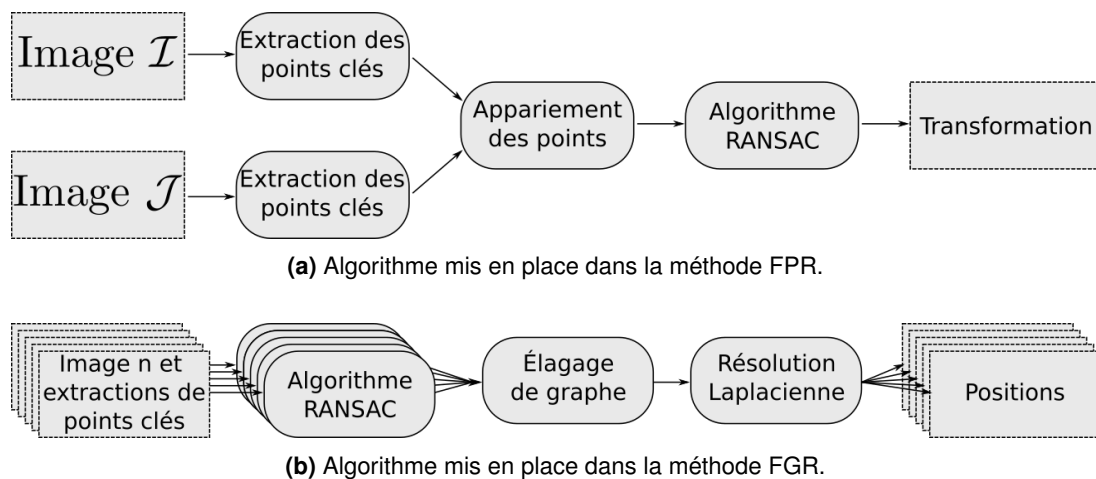 Image I
Extraction des
points clés
Image J
Extraction des
points clés
Appariement
des points
Algorithme
RANSAC
Transformation
(a) Algorithme mis en place dans la méthode FPR.
Image n et
extractions de
points clés
Algorithme
RANSAC
Élagage
de graphe
Résolution
Laplacienne
Positions
(b) Algorithme mis en place dans la méthode FGR.